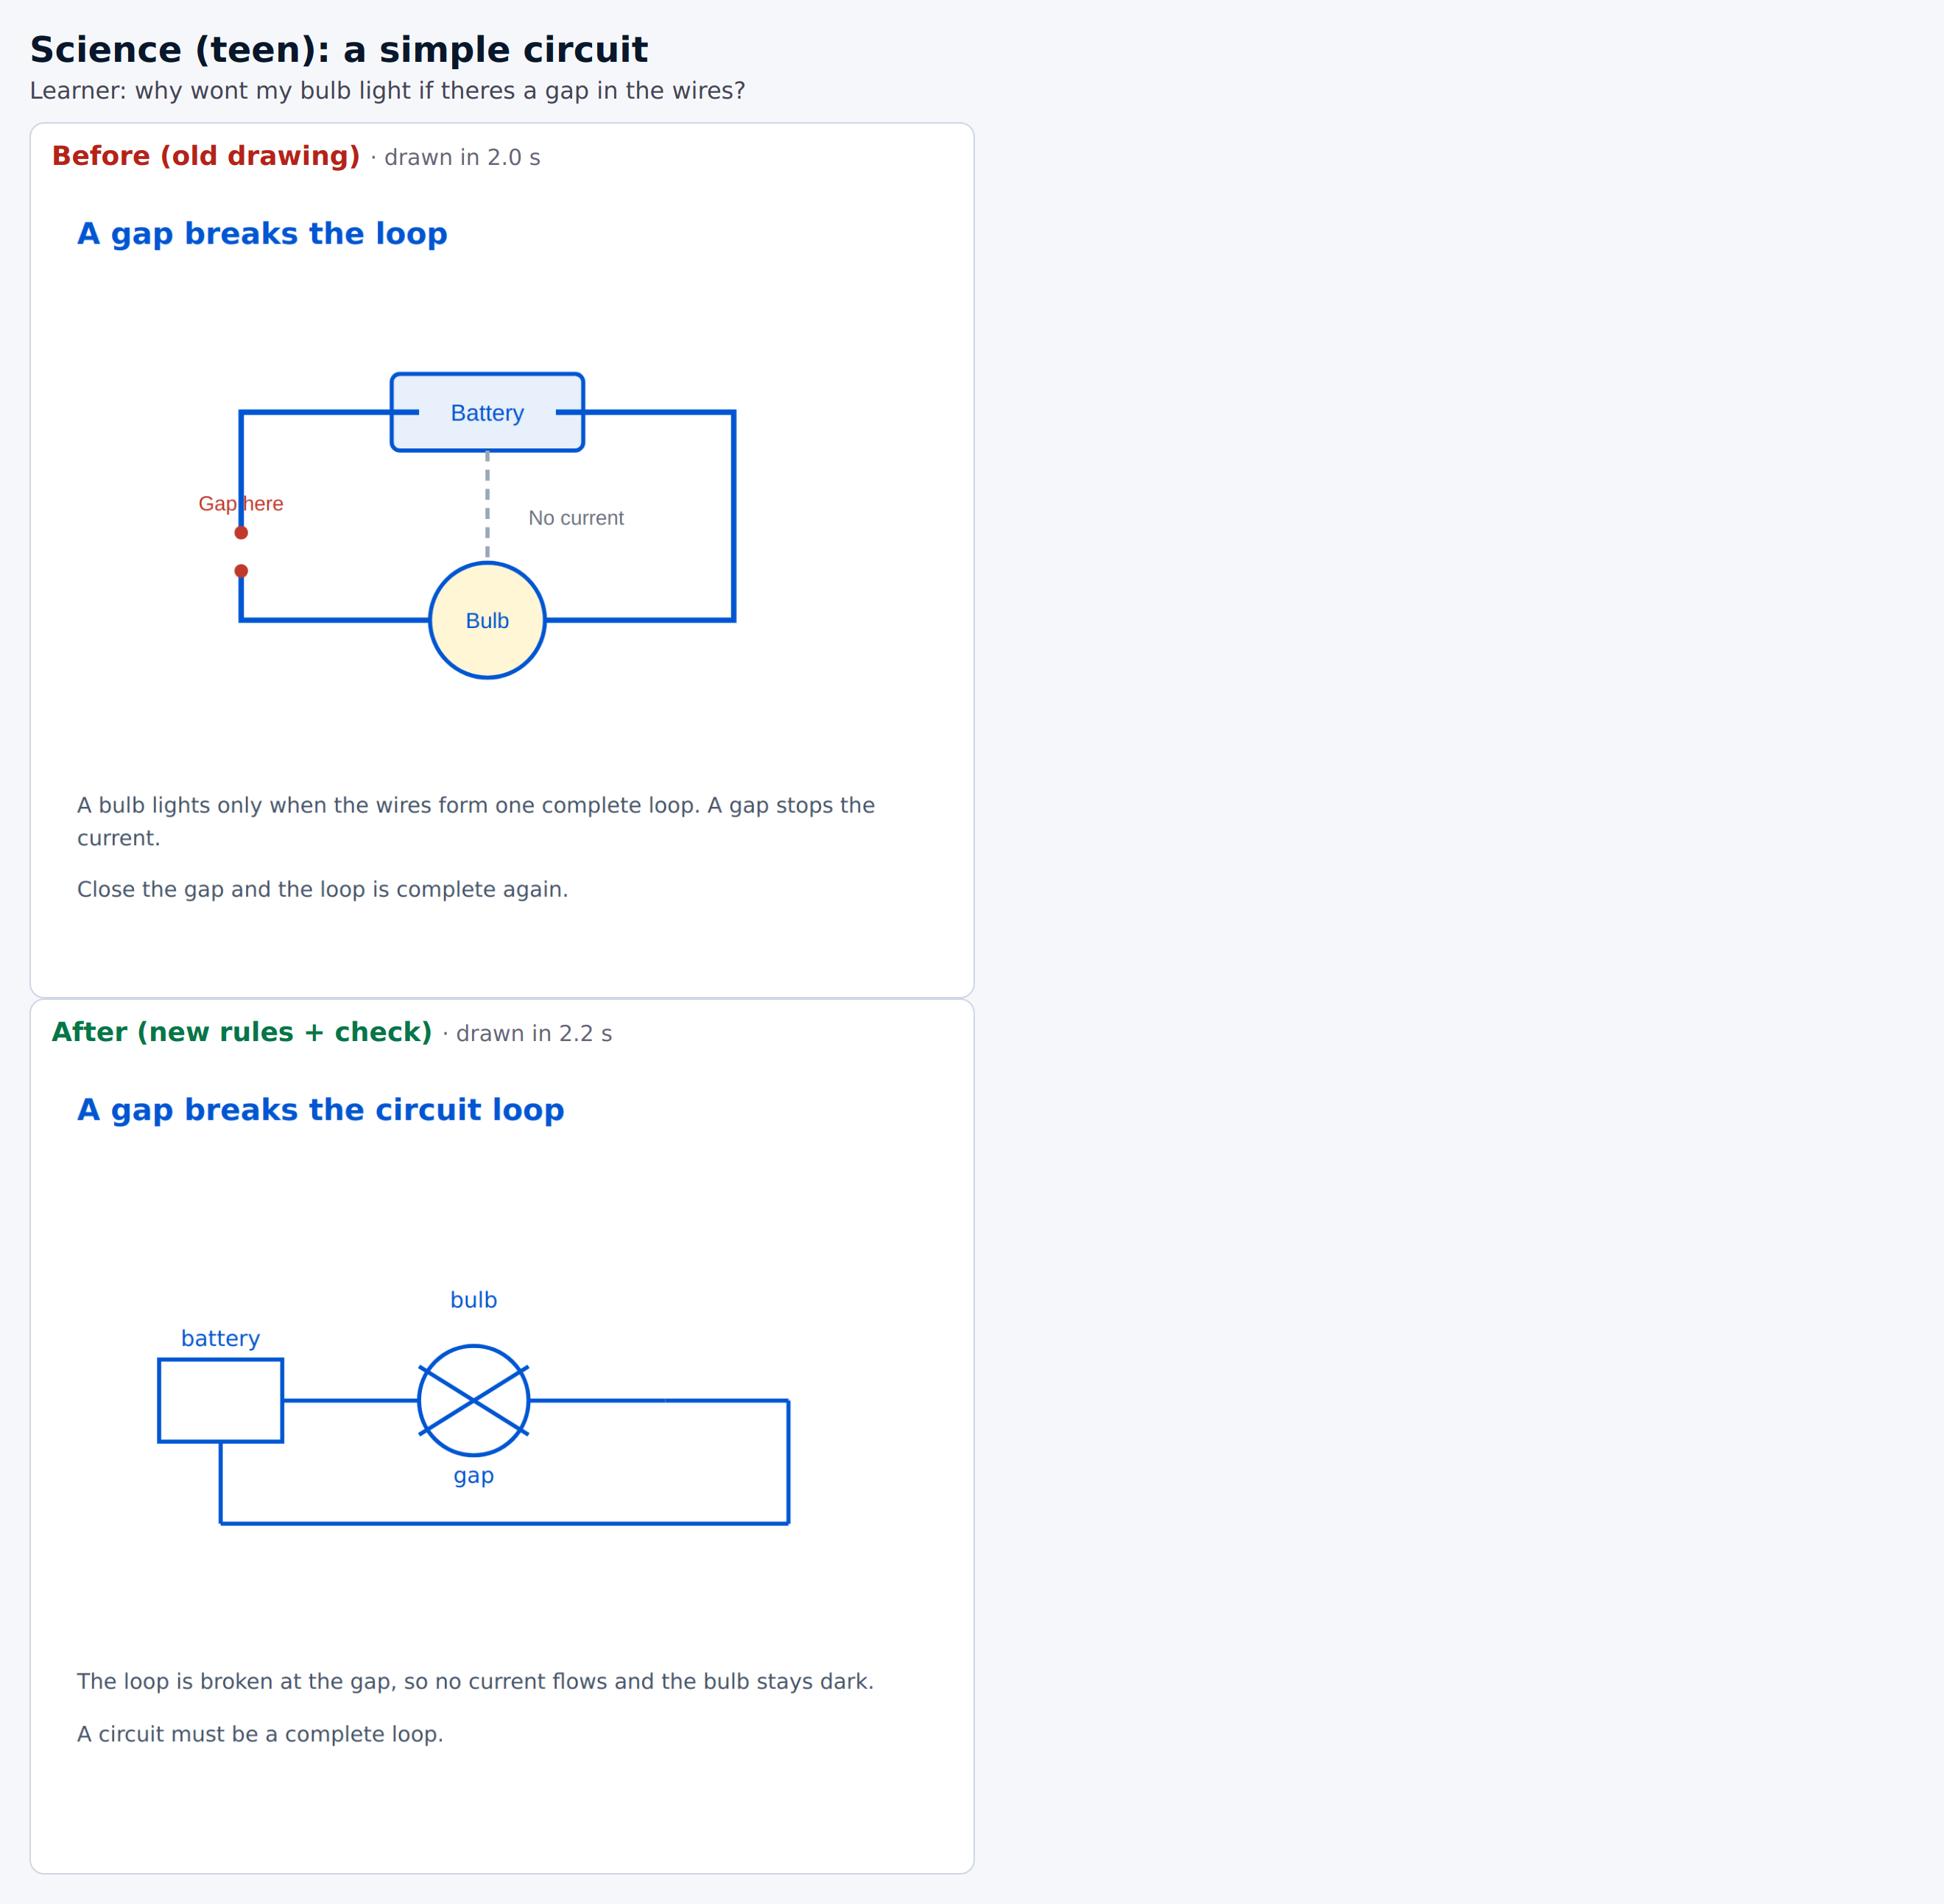 Science (teen): a simple circuit
Learner: why wont my bulb light if theres a gap in the wires?
Before (old drawing) · drawn in 2.0 s
A gap breaks the loop
Battery
Gap here
No current
Bulb
A bulb lights only when the wires form one complete loop. A gap stops the
current.
Close the gap and the loop is complete again.
After (new rules + check) · drawn in 2.2 s
A gap breaks the circuit loop
bulb
battery
gap
The loop is broken at the gap, so no current flows and the bulb stays dark.
A circuit must be a complete loop.